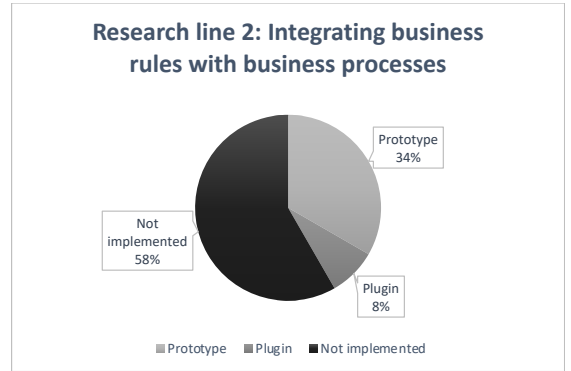 Research line 2: Integrating business
rules with business processes
Prototype
34%
Not
implemented
58%
Plugin
8%
Prototype Plugin Not implemented